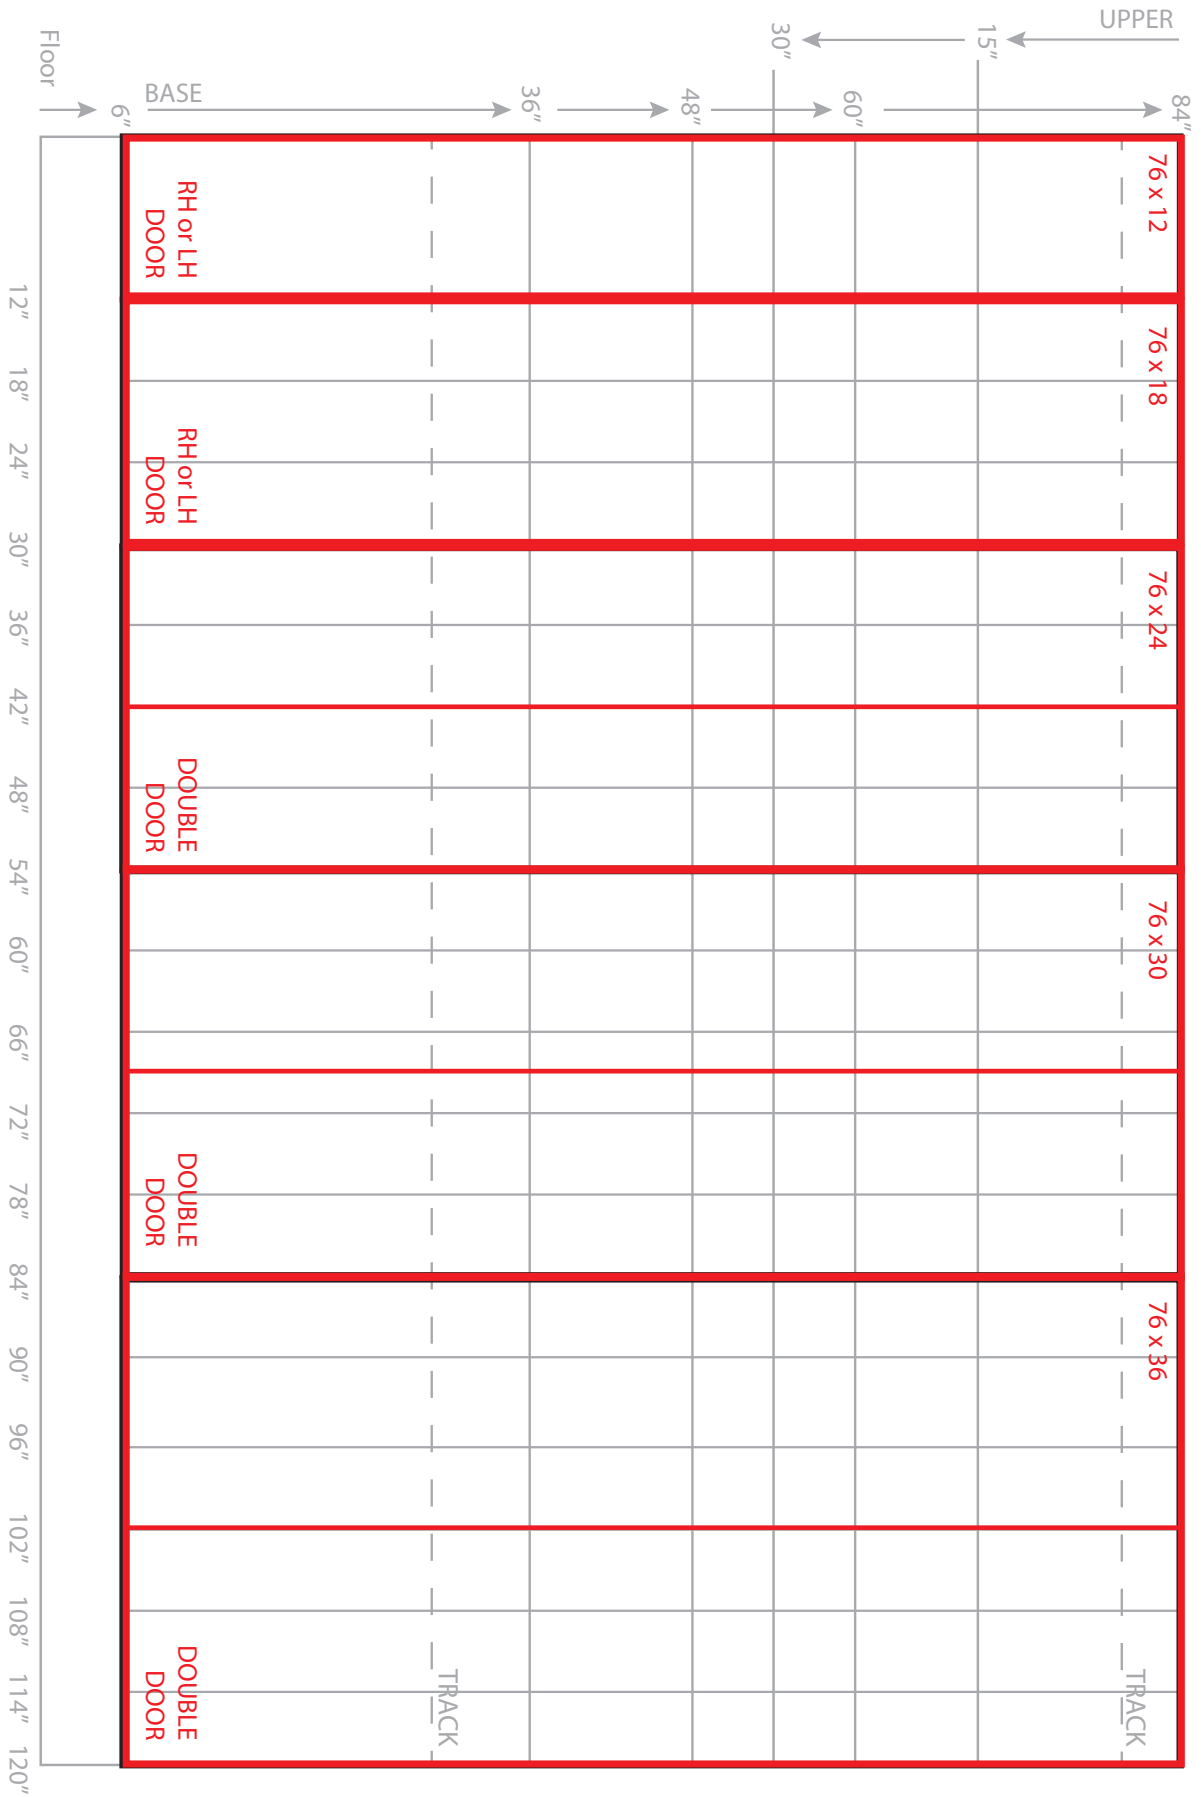 UPPER
15”
30”
Floor
6”
BASE
36”
48”
60”
84”
76 x 12
RH or LH
DOOR
76 x 18
RH or LH
DOOR
76 x 24
DOUBLE
DOOR
76 x 30
DOUBLE
DOOR
76 x 36
DOUBLE
DOOR
TRACK
TRACK
12”
18”
24”
30”
36”
42”
48”
54”
60”
66”
72”
78”
84”
90”
96”
102”
108”
114”
120”